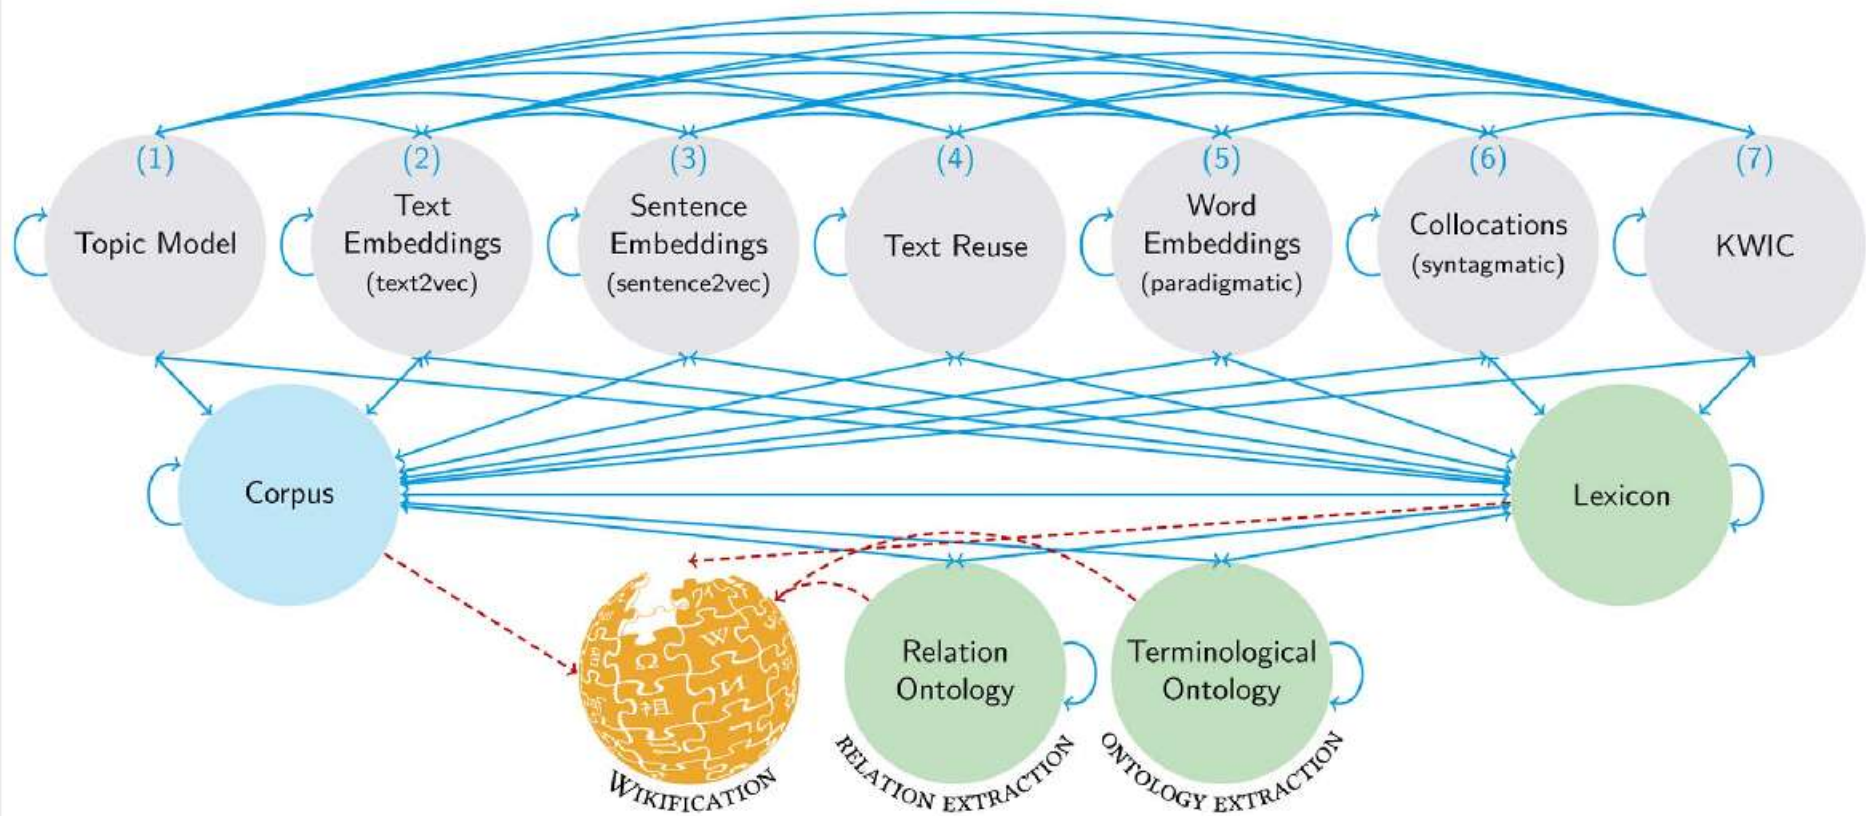 (1)
Topic Model
(2)
Text
Embeddings
(text2vec)
(3)
Sentence
Embeddings
(sentence2vec)
(4)
Text Reuse
(5)
Word
Embeddings
(paradigmatic)
(6)
Collocations
(syntagmatic)
(7)
KWIC
Corpus
Lexicon
Ω
W
И
祖
WIKIFICATION
Relation
Ontology
RELATION EXTRACTION
Terminological
Ontology
ONTOLOGY EXTRACTION